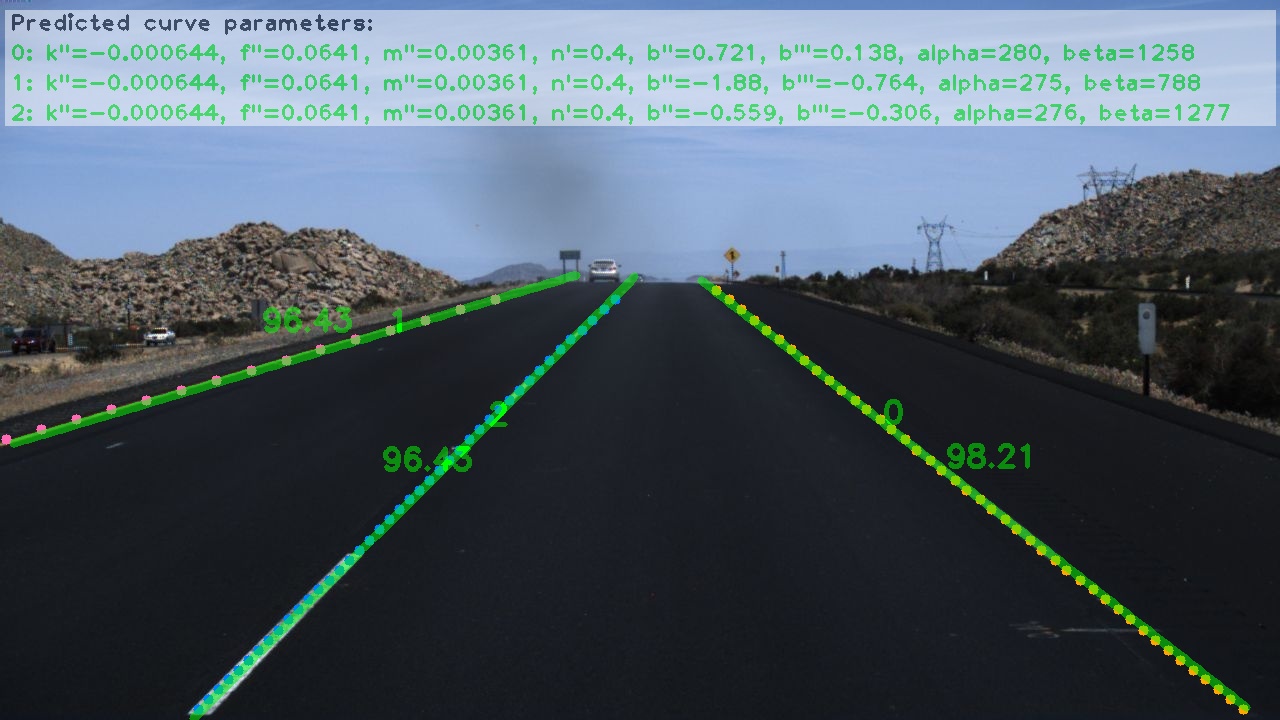 Predicted curve parameters:
0: k''=-0.000644, f''=0.0641, m''=0.00361, n'=0.4, b''=0.721, b'''=0.138, alpha=280, beta=1258
1: k''=-0.000644, f''=0.0641, m''=0.00361, n'=0.4, b''=-1.88, b'''=-0.764, alpha=275, beta=788
2: k''=-0.000644, f''=0.0641, m''=0.00361, n'=0.4, b''=-0.559, b'''=-0.306, alpha=276, beta=1277
96.43 1
2 0
96.43 98.21